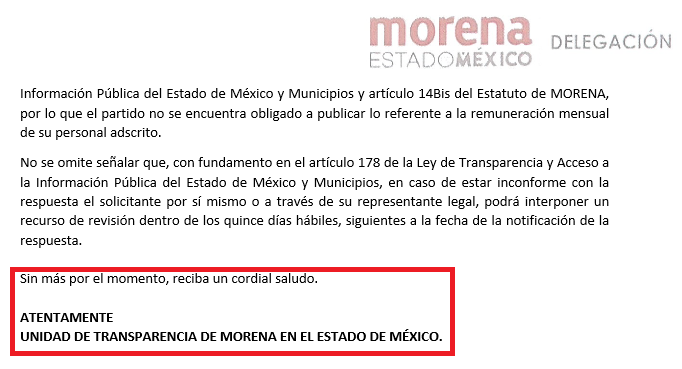 morena
ESTADO MÉXICO
DELEGACIÓN
Información Pública del Estado de México y Municipios y artículo 14Bis del Estatuto de MORENA,
por lo que el partido no se encuentra obligado a publicar lo referente a la remuneración mensual
de su personal adscrito.
No se omite señalar que, con fundamento en el artículo 178 de la Ley de Transparencia y Acceso a
la Información Pública del Estado de México y Municipios, en caso de estar inconforme con la
respuesta el solicitante por sí mismo o a través de su representante legal, podrá interponer un
recurso de revisión dentro de los quince días hábiles, siguientes a la fecha de la notificación de la
respuesta.
Sin más por el momento, reciba un cordial saludo.
ATENTAMENTE
UNIDAD DE TRANSPARENCIA DE MORENA EN EL ESTADO DE MÉXICO.